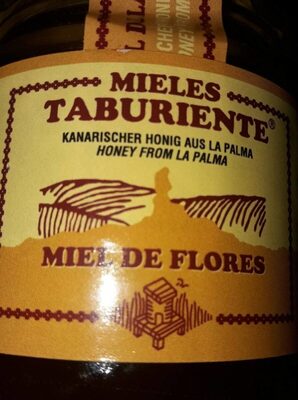 MIELES
TABURIENTE®
KANARISCHER HONIG AUS LA PALMA
HONEY FROM LA PALMA
MIEL DE FLORES